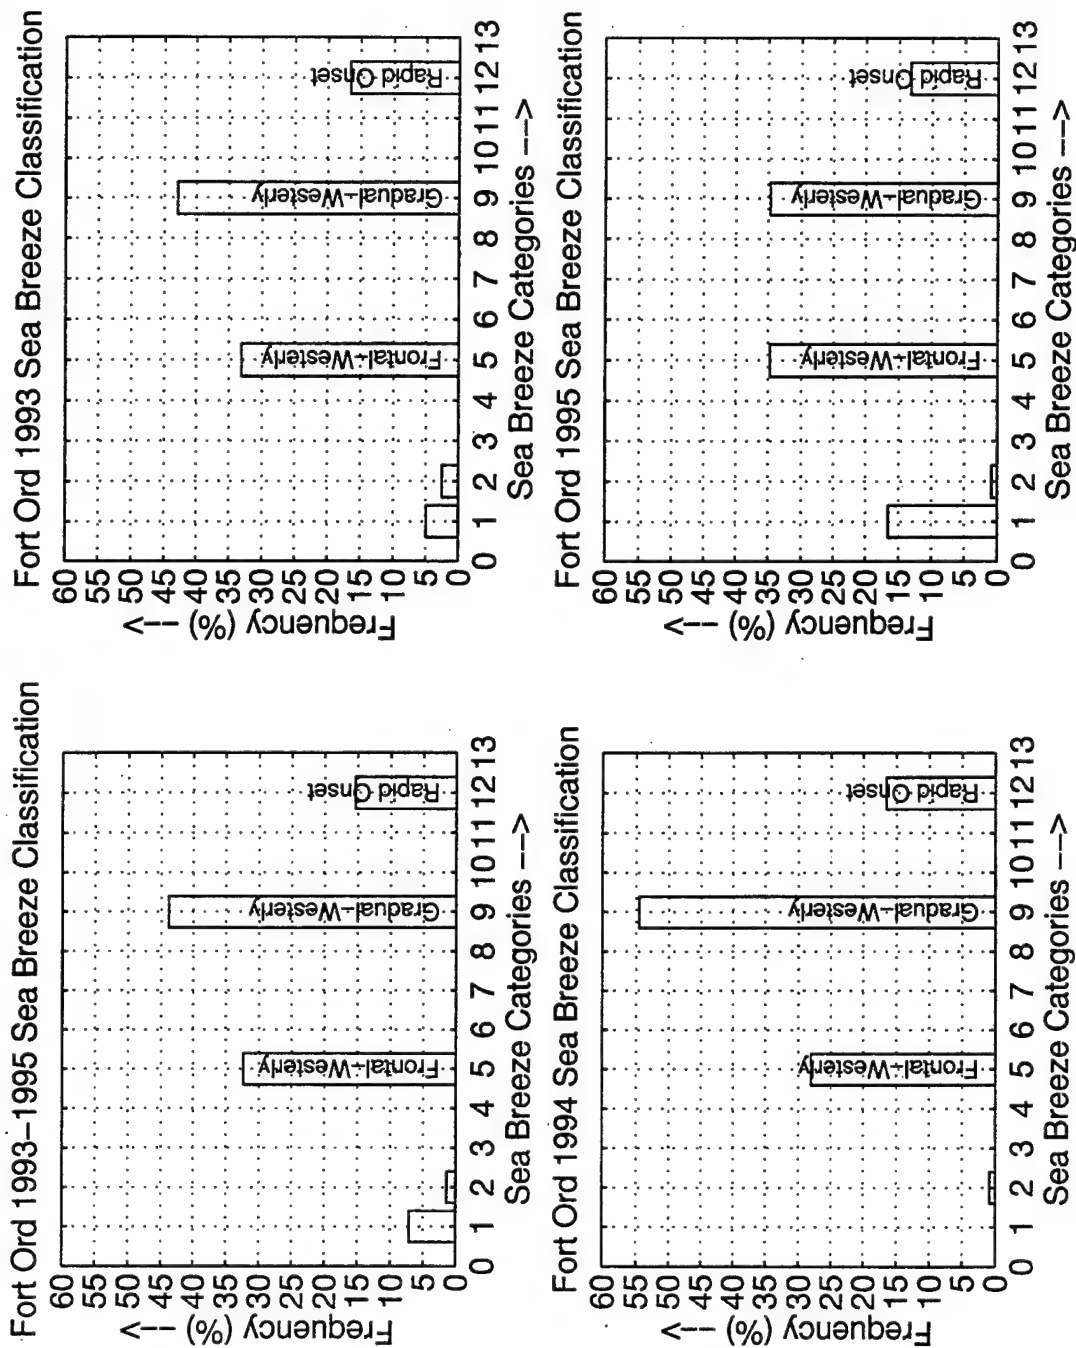 Fort Ord 1993–1995 Sea Breeze Classification
60
55
50
45
40
35
30
25
20
15
10
5
0
Frequency (%) -->
Frontal-Westerly
Gradual-Westerly
Rapid Onset
0 1 2 3 4 5 6 7 8 9 10 11 12 13
Sea Breeze Categories -->
Fort Ord 1993 Sea Breeze Classification
60
55
50
45
40
35
30
25
20
15
10
5
0
Frequency (%) -->
Frontal-Westerly
Gradual-Westerly
Rapid Onset
0 1 2 3 4 5 6 7 8 9 10 11 12 13
Sea Breeze Categories -->
Fort Ord 1994 Sea Breeze Classification
60
55
50
45
40
35
30
25
20
15
10
5
0
Frequency (%) -->
Frontal-Westerly
Gradual-Westerly
Rapid Onset
0 1 2 3 4 5 6 7 8 9 10 11 12 13
Sea Breeze Categories -->
Fort Ord 1995 Sea Breeze Classification
60
55
50
45
40
35
30
25
20
15
10
5
0
Frequency (%) -->
Frontal-Westerly
Gradual-Westerly
Rapid Onset
0 1 2 3 4 5 6 7 8 9 10 11 12 13
Sea Breeze Categories -->